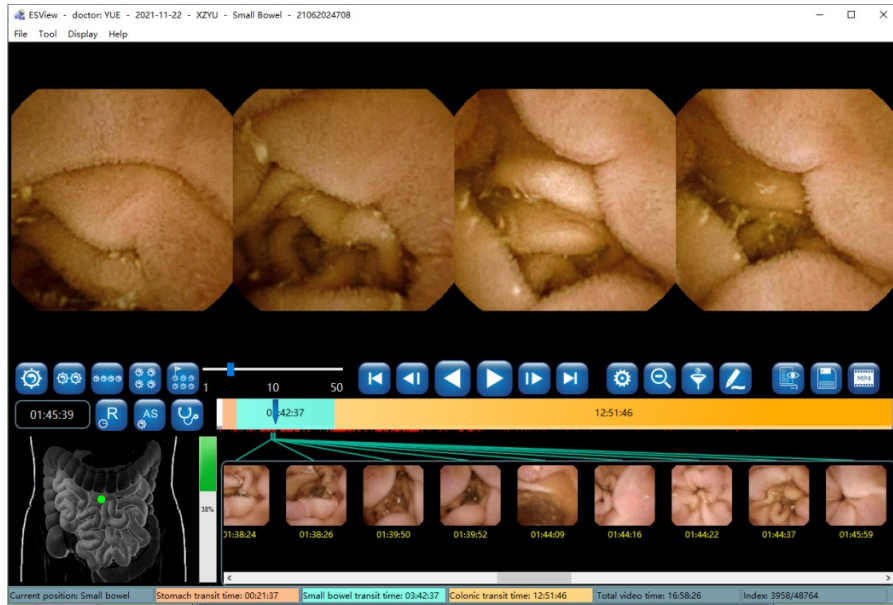 ESView - doctor: YUE - 2021-11-22 - XZYU - Small Bowel - 21062024708
File Tool Display Help
1 10 50
MP4
01:45:39 R AS 03:42:37 12:51:46
38%
01:38:24 01:38:26 01:39:50 01:39:52 01:44:09 01:44:16 01:44:22 01:44:37 01:45:59
Current position: Small bowel Stomach transit time: 00:21:37 Small bowel transit time: 03:42:37 Colonic transit time: 12:51:46 Total video time: 16:58:26 Index: 3958/48764